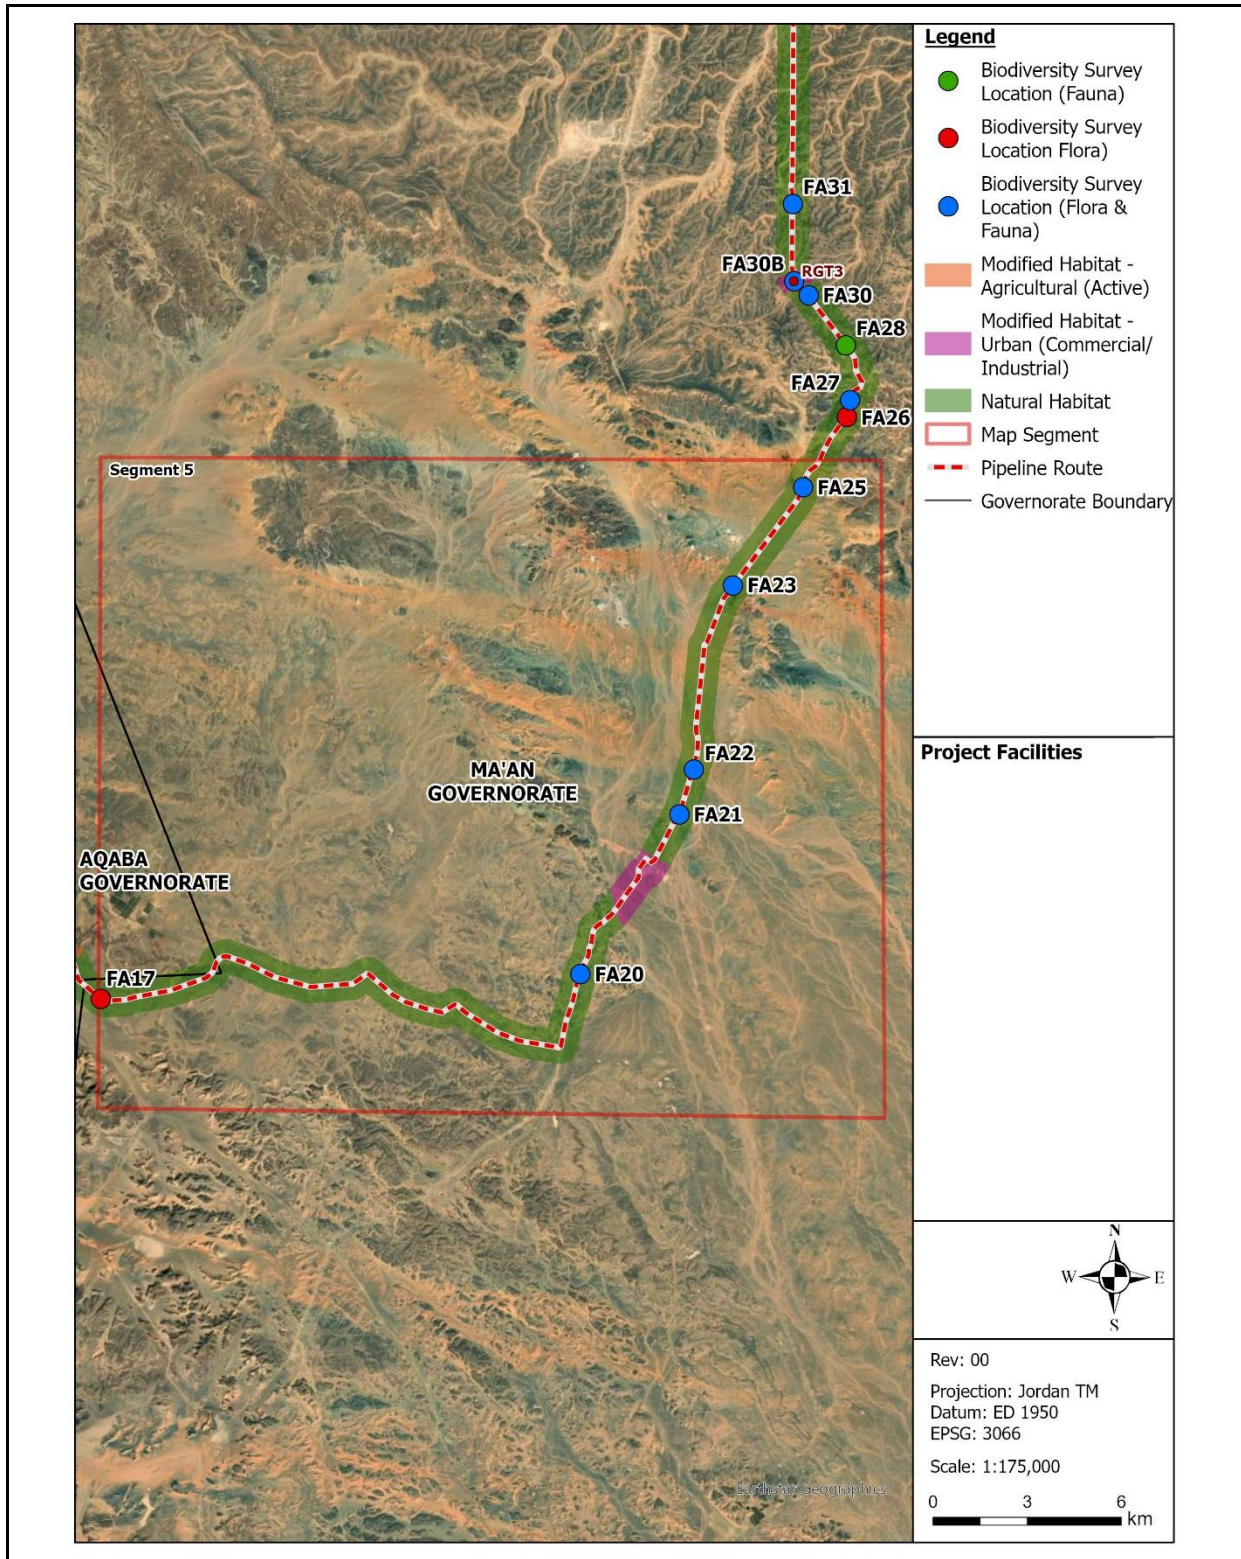 FA31
FA30B
RGT3
FA30
FA28
FA27
FA26
Segment 5
FA25
FA23
FA22
MA'AN
GOVERNORATE
FA21
AQABA
GOVERNORATE
FA17
FA20
Earthstar Geographics
Legend
Biodiversity Survey
Location (Fauna)
Biodiversity Survey
Location Flora)
Biodiversity Survey
Location (Flora &
Fauna)
Modified Habitat -
Agricultural (Active)
Modified Habitat -
Urban (Commercial/
Industrial)
Natural Habitat
Map Segment
Pipeline Route
Governorate Boundary
Project Facilities
N
W
E
S
Rev: 00
Projection: Jordan TM
Datum: ED 1950
EPSG: 3066
Scale: 1:175,000
0 3 6
km